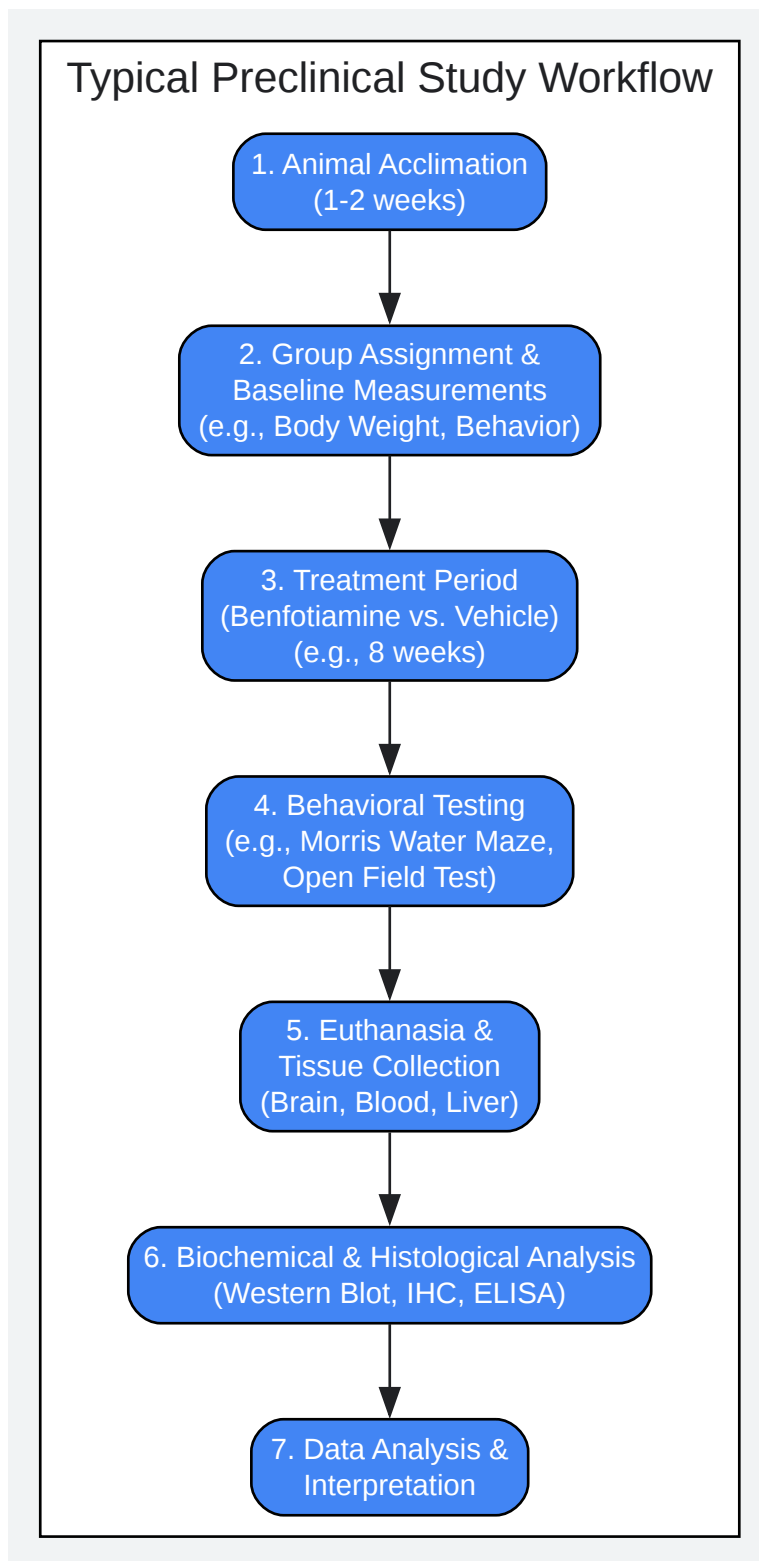 Typical Preclinical Study Workflow
1. Animal Acclimation
(1-2 weeks)
2. Group Assignment &
Baseline Measurements
(e.g., Body Weight, Behavior)
3. Treatment Period
(Benfotiamine vs. Vehicle)
(e.g., 8 weeks)
4. Behavioral Testing
(e.g., Morris Water Maze,
Open Field Test)
5. Euthanasia &
Tissue Collection
(Brain, Blood, Liver)
6. Biochemical & Histological Analysis
(Western Blot, IHC, ELISA)
7. Data Analysis &
Interpretation